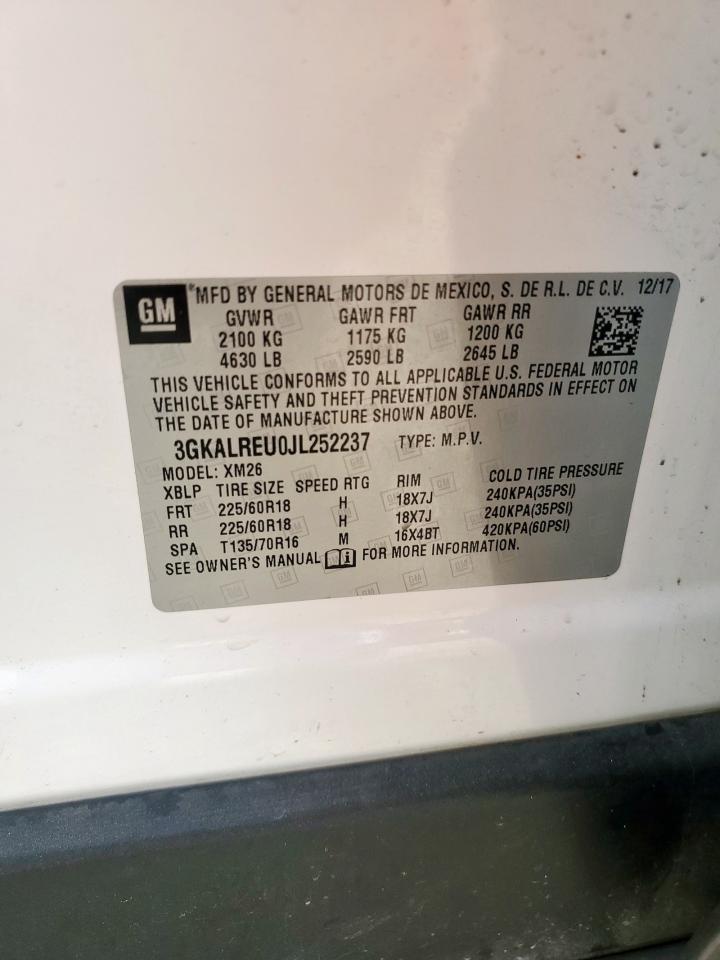 GM *MFD BY GENERAL MOTORS DE MEXICO, S. DE R.L. DE C.V. 12/17
GVWR GAWR FRT GAWR RR
2100 KG 1175 KG 1200 KG
4630 LB 2590 LB 2645 LB
THIS VEHICLE CONFORMS TO ALL APPLICABLE U.S. FEDERAL MOTOR
VEHICLE SAFETY AND THEFT PREVENTION STANDARDS IN EFFECT ON
THE DATE OF MANUFACTURE SHOWN ABOVE.
3GKALREU0JL252237 TYPE: M.P.V.
MODEL: XM26
XBLP TIRE SIZE SPEED RTG RIM COLD TIRE PRESSURE
FRT 225/60R18 H 18X7J 240KPA(35PSI)
RR 225/60R18 H 18X7J 240KPA(35PSI)
SPA T135/70R16 M 16X4BT 420KPA(60PSI)
SEE OWNER'S MANUAL FOR MORE INFORMATION.